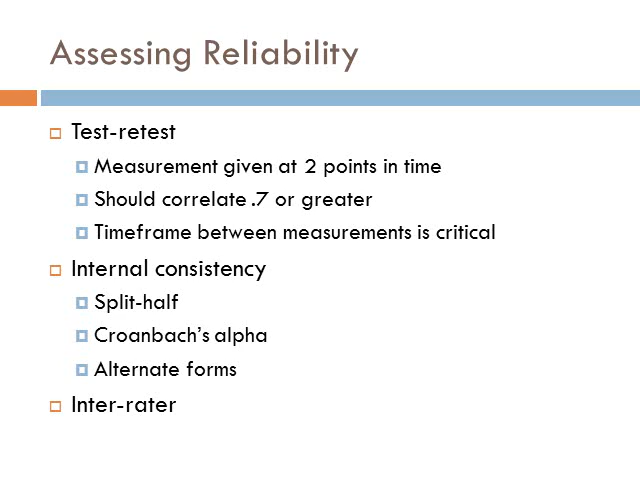 Assessing Reliability
Test-retest
Measurement given at 2 points in time
Should correlate .7 or greater
Timeframe between measurements is critical
Internal consistency
Split-half
Croanbach's alpha
Alternate forms
Inter-rater